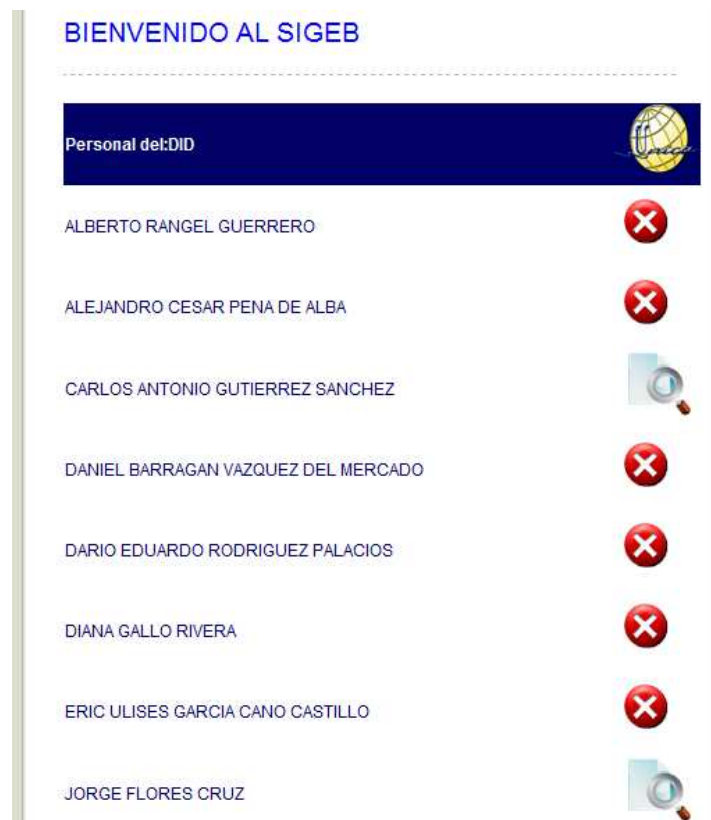 BIENVENIDO AL SIGEB
Personal del:DID
Unica
ALBERTO RANGEL GUERRERO
ALEJANDRO CESAR PENA DE ALBA
CARLOS ANTONIO GUTIERREZ SANCHEZ
DANIEL BARRAGAN VAZQUEZ DEL MERCADO
DARIO EDUARDO RODRIGUEZ PALACIOS
DIANA GALLO RIVERA
ERIC ULISES GARCIA CANO CASTILLO
JORGE FLORES CRUZ